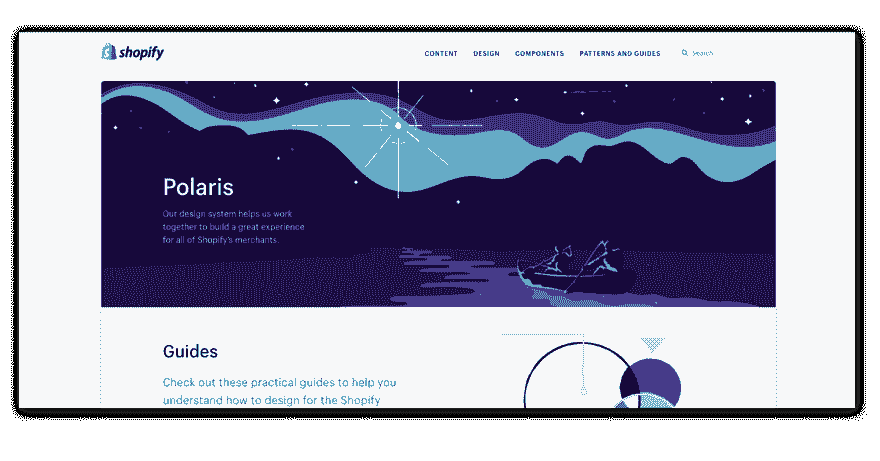 shopify
CONTENT DESIGN COMPONENTS PATTERNS AND GUIDES Search
Polaris
Our design system helps us work
together to build a great experience
for all of Shopify's merchants.
Guides
Check out these practical guides to help you
understand how to design for the Shopify